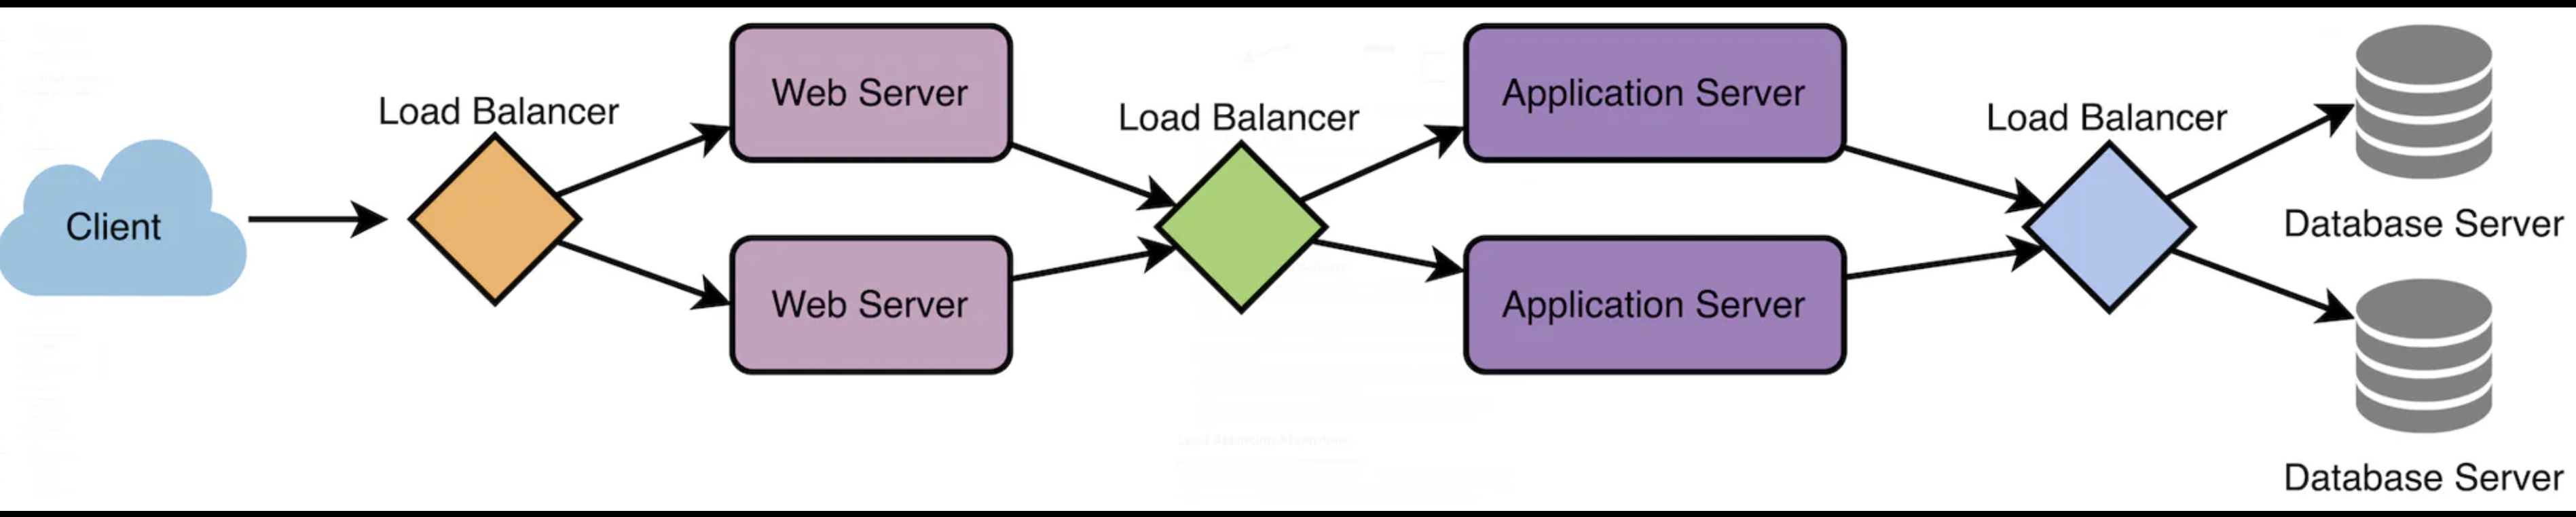 Client
Load Balancer
Web Server
Web Server
Load Balancer
Application Server
Application Server
Load Balancer
Database Server
Database Server